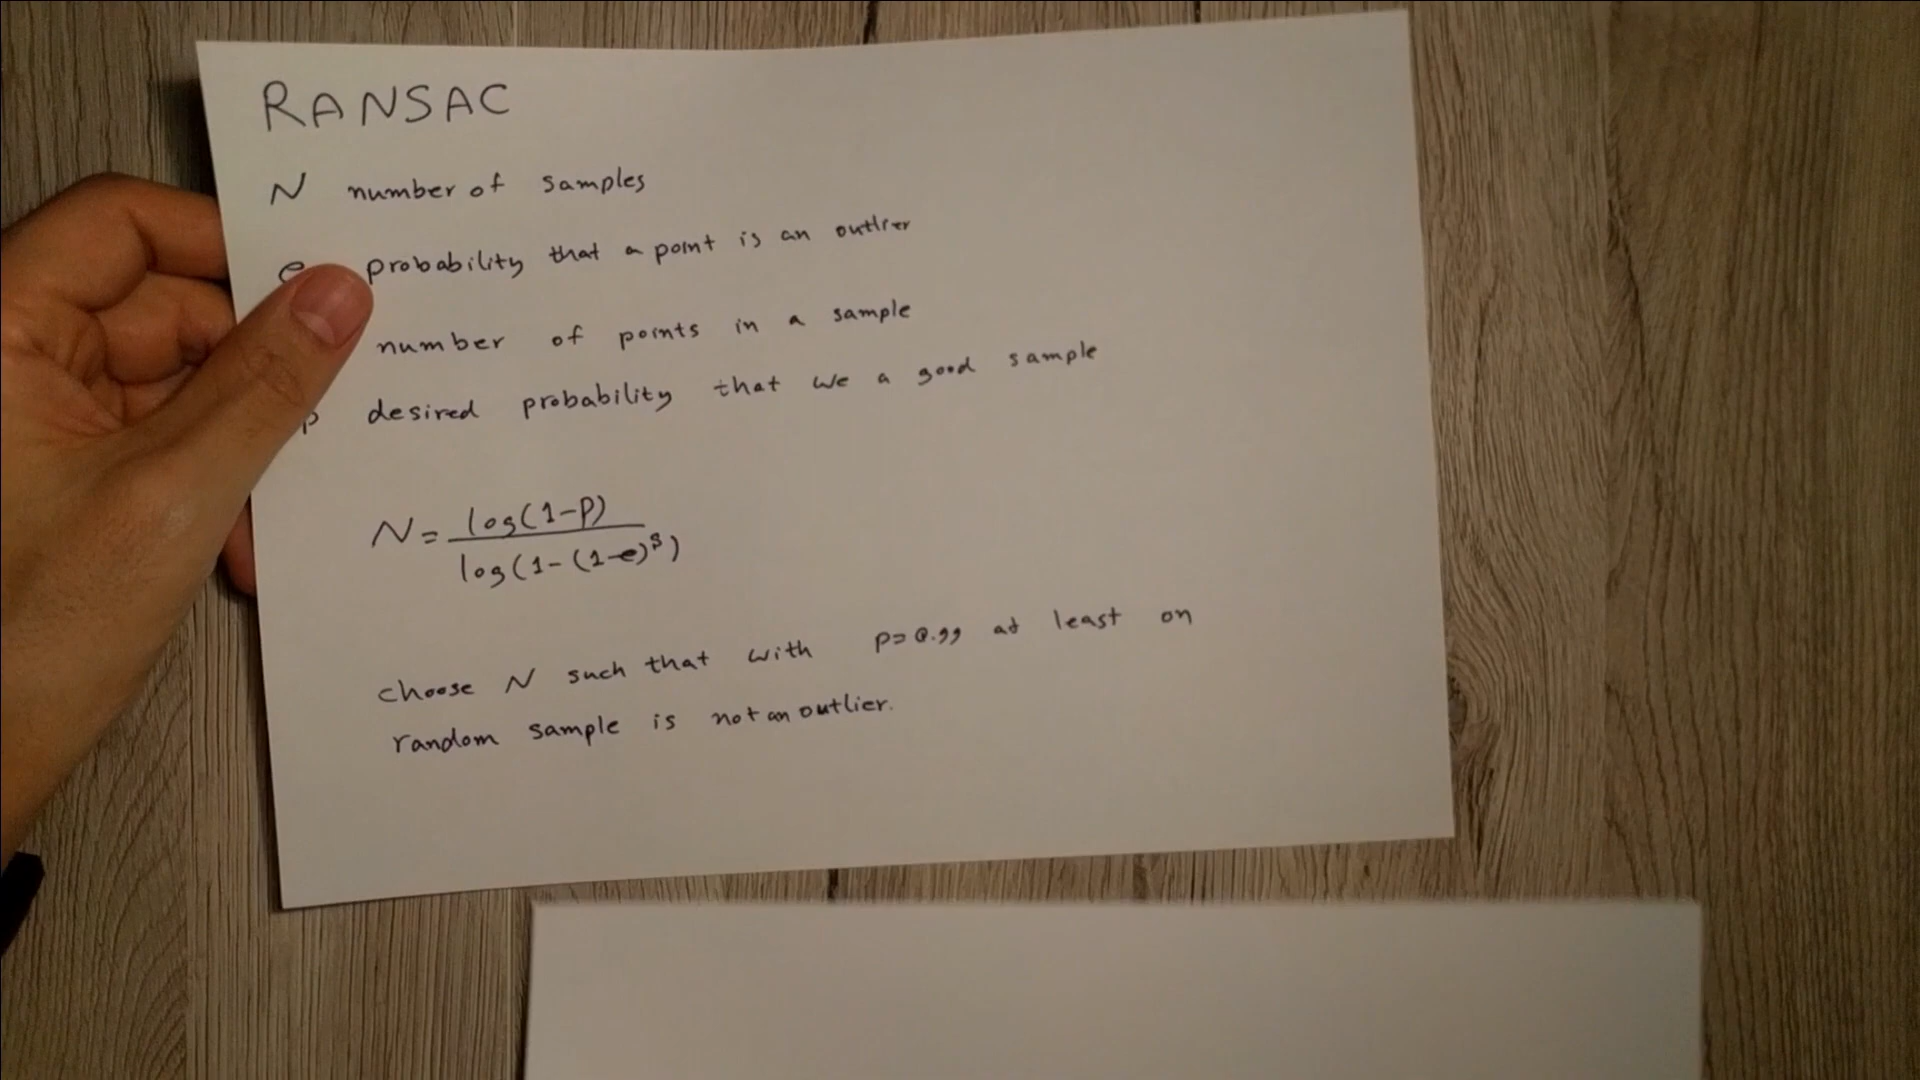 RANSAC
N number of samples
e probability that a point is an outlier
number of points in a sample
p desired probability that we a good sample
N = log(1-p) / log(1-(1-e)^s)
choose N such that with p=0.99 at least on
random sample is not an outlier.